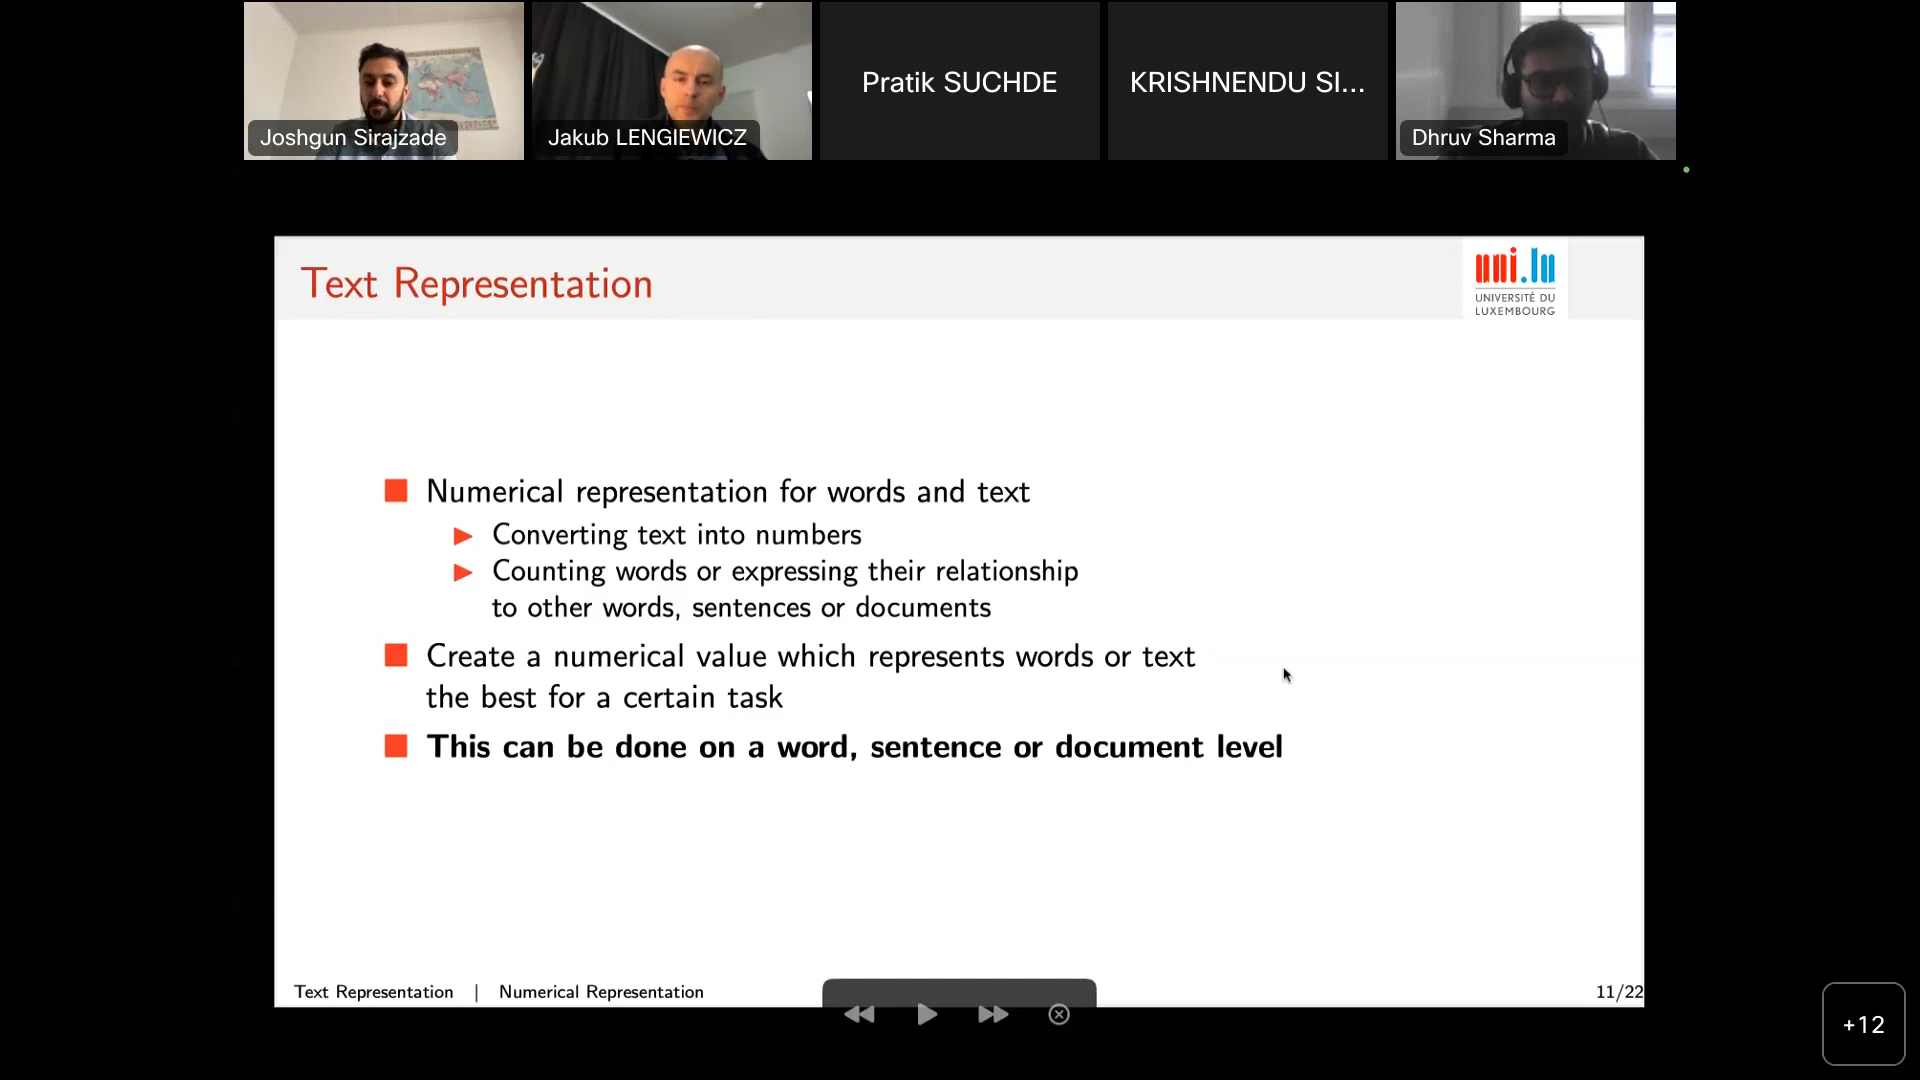 Joshgun Sirajzade
Jakub LENGIEWICZ
Pratik SUCHDE
KRISHNENDU SI...
Dhruv Sharma
Text Representation
uni.lu
UNIVERSITÉ DU
LUXEMBOURG
Numerical representation for words and text
Converting text into numbers
Counting words or expressing their relationship
to other words, sentences or documents
Create a numerical value which represents words or text
the best for a certain task
This can be done on a word, sentence or document level
Text Representation | Numerical Representation
11/22
+12